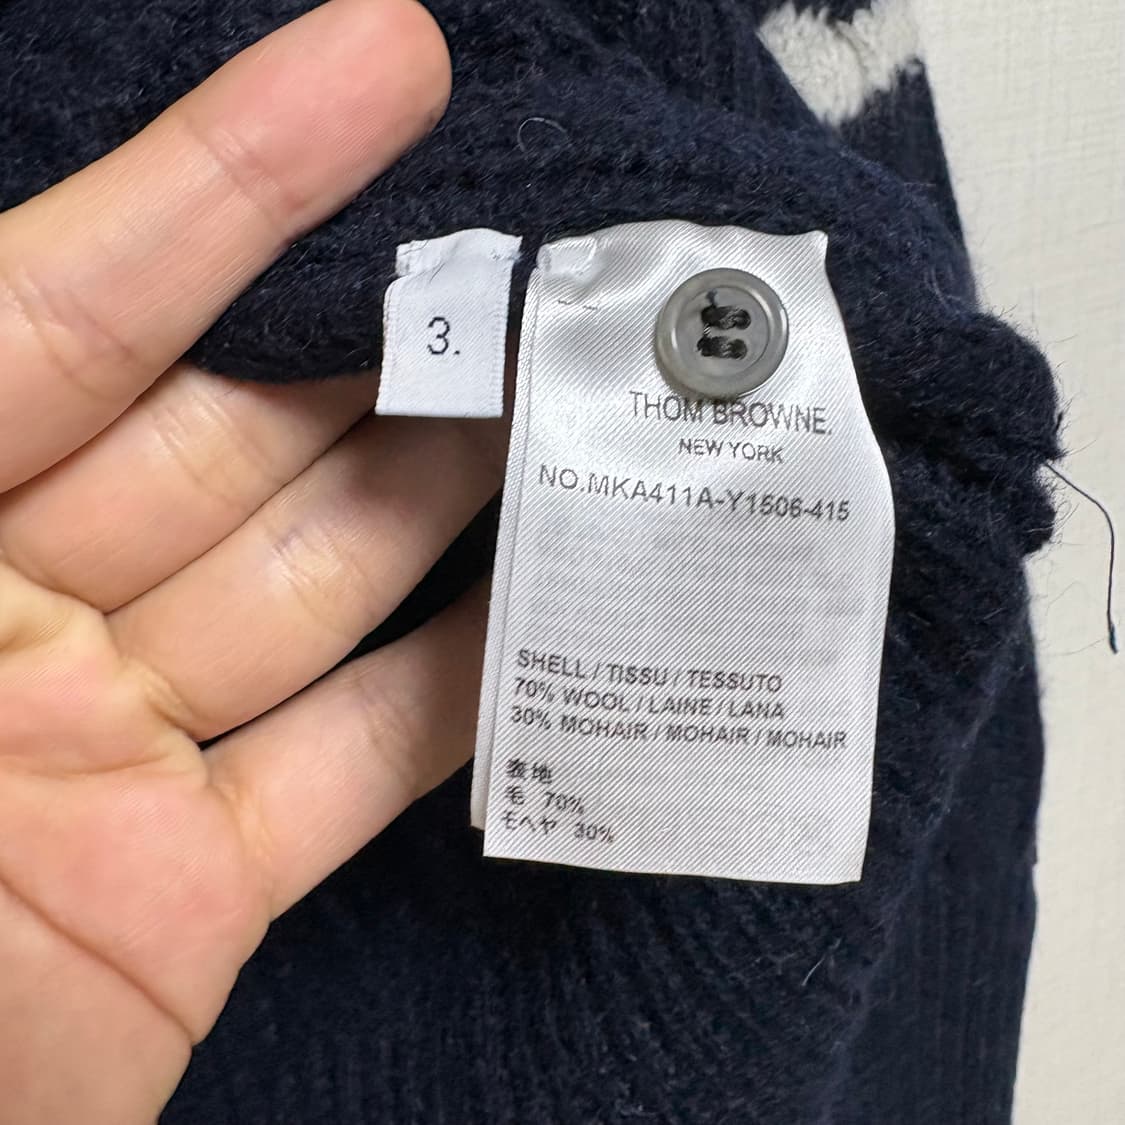 3.
THOM BROWNE.
NEW YORK
NO.MKA411A-Y1506-415
SHELL / TISSU / TESSUTO
70% WOOL / LAINE / LANA
30% MOHAIR / MOHAIR / MOHAIR
表地
毛 70%
モヘヤ 30%